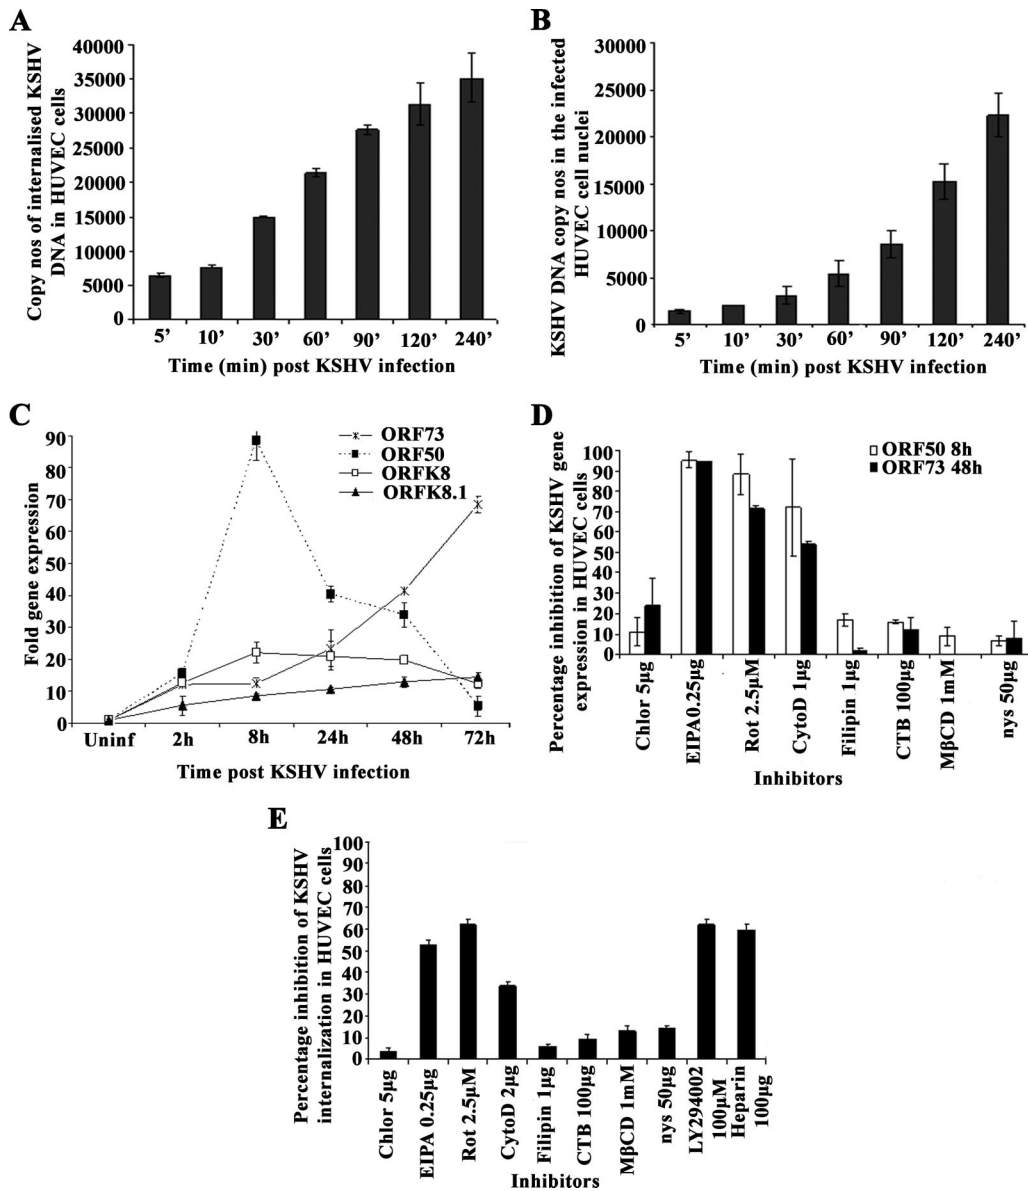 A
Copy nos of internalised KSHV
DNA in HUVEC cells
40000
35000
30000
25000
20000
15000
10000
5000
0
5’ 10’ 30’ 60’ 90’ 120’ 240’
Time (min) post KSHV infection
B
KSHV DNA copy nos in the infected
HUVEC cell nuclei
30000
25000
20000
15000
10000
5000
0
5’ 10’ 30’ 60’ 90’ 120’ 240’
Time (min) post KSHV infection
C
Fold gene expression
90
80
70
60
50
40
30
20
10
0
ORF73
ORF50
ORFK8
ORFK8.1
Uninf 2h 8h 24h 48h 72h
Time post KSHV infection
D
Percentage inhibition of KSHV gene
expression in HUVEC cells
100
90
80
70
60
50
40
30
20
10
0
ORF50 8h
ORF73 48h
Chlor 5µg
EIPA0.25µg
Rot 2.5µM
CytoD 1µg
Filipin 1µg
CTB 100µg
MβCD 1mM
nys 50µg
Inhibitors
E
Percentage inhibition of KSHV
internalization in HUVEC cells
100
90
80
70
60
50
40
30
20
10
0
Chlor 5µg
EIPA 0.25µg
Rot 2.5µM
CytoD 2µg
Filipin 1µg
CTB 100µg
MβCD 1mM
nys 50µg
LY294002
100µM
Heparin
100µg
Inhibitors